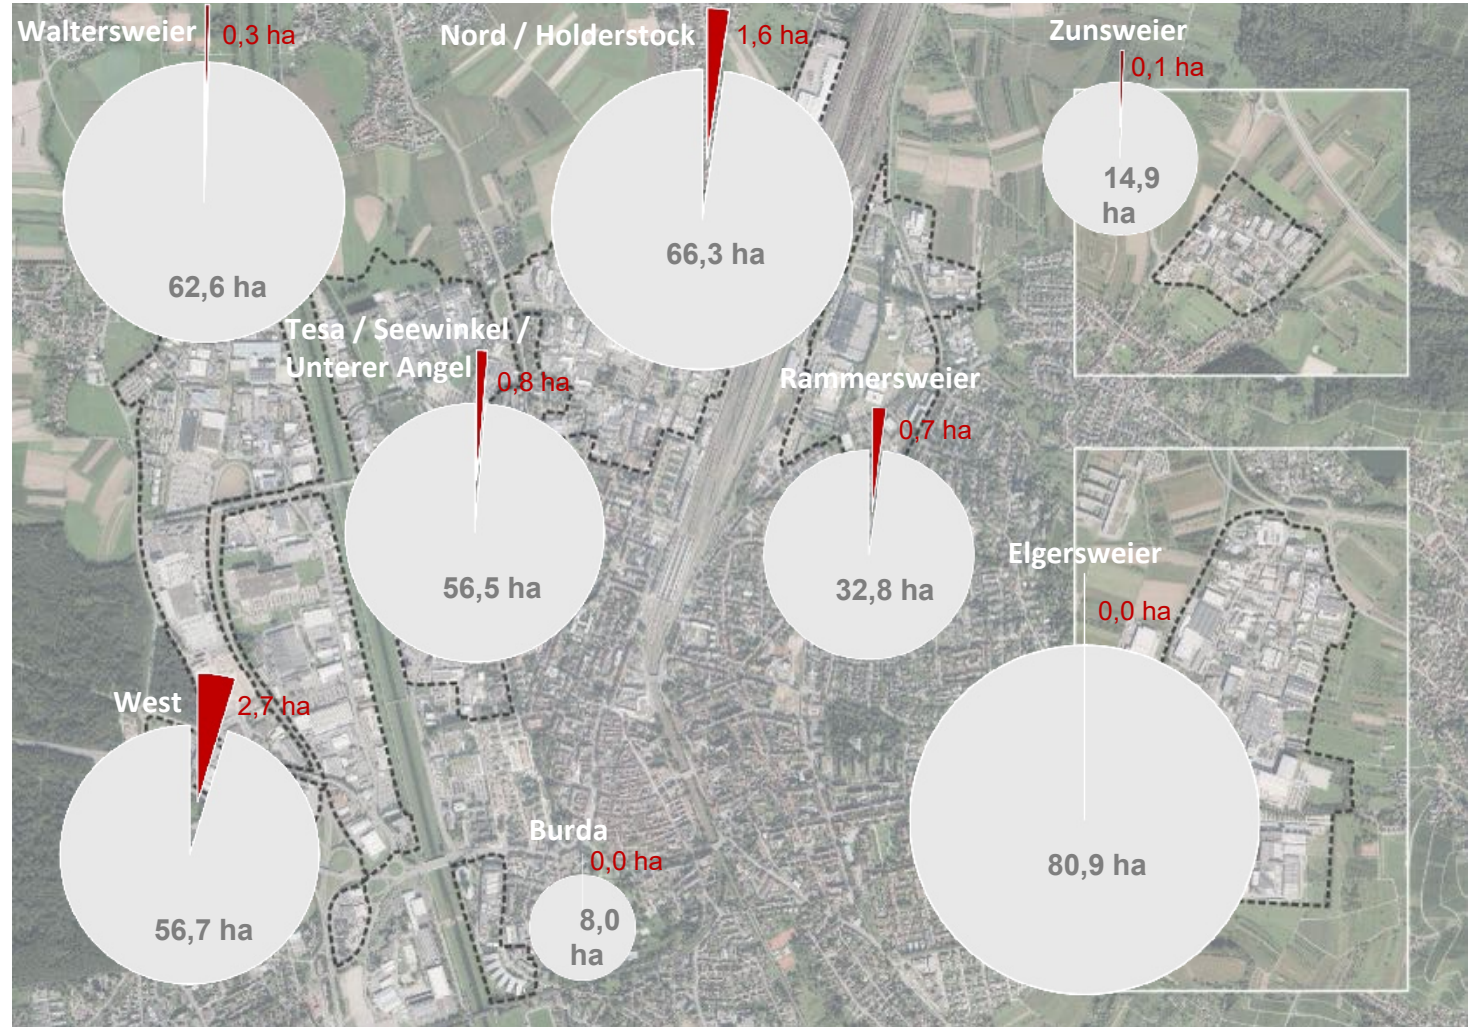 Waltersweier
0,3 ha
62,6 ha
Nord / Holderstock
1,6 ha
66,3 ha
Zunsweier
0,1 ha
14,9
ha
Tesa / Seewinkel /
Unterer Angel
0,8 ha
56,5 ha
Rammersweier
0,7 ha
32,8 ha
Elgersweier
0,0 ha
80,9 ha
West
2,7 ha
56,7 ha
Burda
0,0 ha
8,0
ha